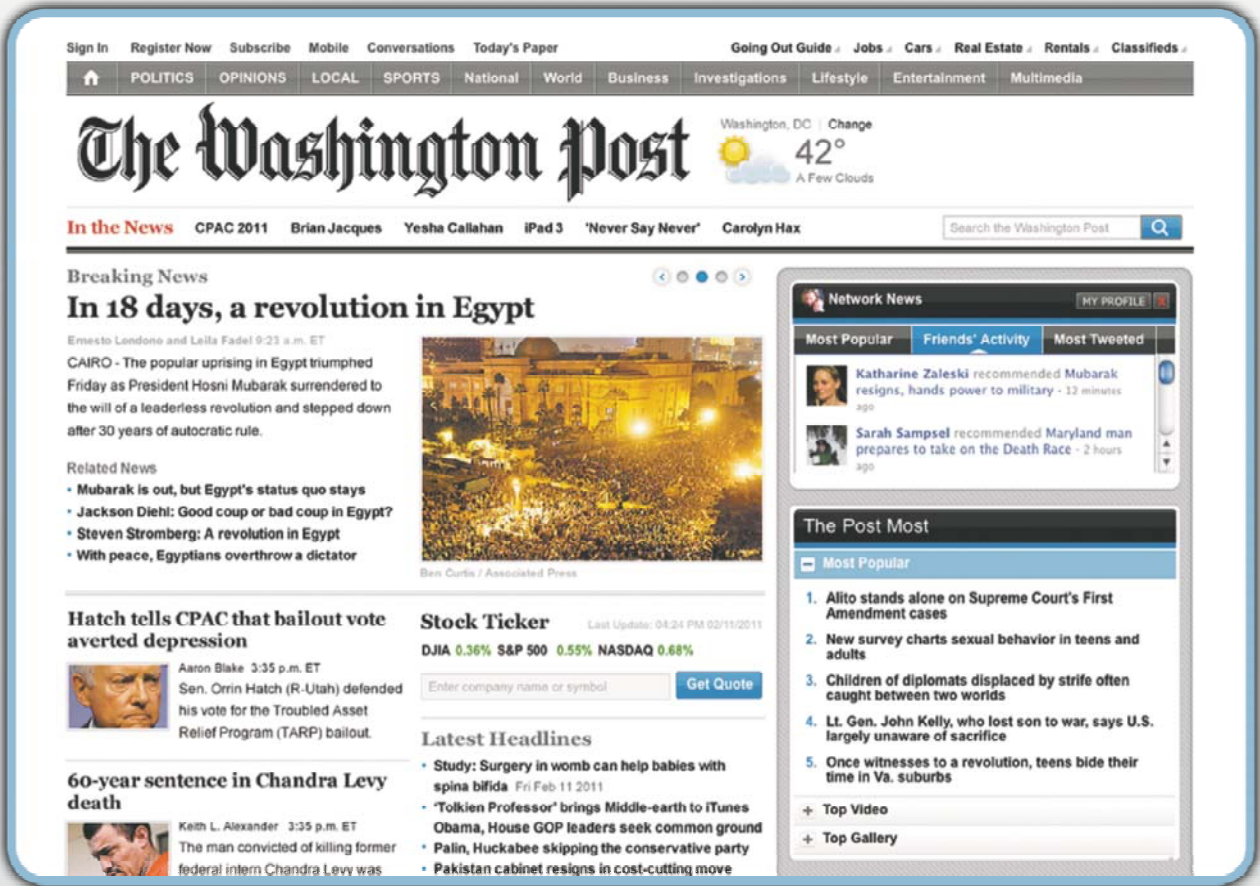 Sign In Register Now Subscribe Mobile Conversations Today's Paper
Going Out Guide Jobs Cars Real Estate Rentals Classifieds
POLITICS OPINIONS LOCAL SPORTS National World Business Investigations Lifestyle Entertainment Multimedia
The Washington Post
Washington, DC | Change
42°
A Few Clouds
In the News CPAC 2011 Brian Jacques Yesha Callahan iPad 3 'Never Say Never' Carolyn Hax
Search the Washington Post
Breaking News
In 18 days, a revolution in Egypt
Ernesto Londono and Leila Fadel 9:23 a.m. ET
CAIRO - The popular uprising in Egypt triumphed
Friday as President Hosni Mubarak surrendered to
the will of a leaderless revolution and stepped down
after 30 years of autocratic rule.
Related News
• Mubarak is out, but Egypt's status quo stays
• Jackson Diehl: Good coup or bad coup in Egypt?
• Steven Stromberg: A revolution in Egypt
• With peace, Egyptians overthrow a dictator
Ben Curtis / Associated Press
Hatch tells CPAC that bailout vote
averted depression
Aaron Blake 3:35 p.m. ET
Sen. Orrin Hatch (R-Utah) defended
his vote for the Troubled Asset
Relief Program (TARP) bailout.
60-year sentence in Chandra Levy
death
Keith L. Alexander 3:35 p.m. ET
The man convicted of killing former
federal intern Chandra Levy was
Stock Ticker Last Update: 04:24 PM 02/11/2011
DJIA 0.36% S&P 500 0.55% NASDAQ 0.68%
Enter company name or symbol Get Quote
Latest Headlines
• Study: Surgery in womb can help babies with
spina bifida Fri Feb 11 2011
• 'Tolkien Professor' brings Middle-earth to iTunes
Obama, House GOP leaders seek common ground
• Palin, Huckabee skipping the conservative party
• Pakistan cabinet resigns in cost-cutting move
Network News MY PROFILE X
Most Popular Friends' Activity Most Tweeted
Katharine Zaleski recommended Mubarak
resigns, hands power to military - 12 minutes
ago
Sarah Sampsel recommended Maryland man
prepares to take on the Death Race - 2 hours
ago
The Post Most
Most Popular
1. Alito stands alone on Supreme Court's First
Amendment cases
2. New survey charts sexual behavior in teens and
adults
3. Children of diplomats displaced by strife often
caught between two worlds
4. Lt. Gen. John Kelly, who lost son to war, says U.S.
largely unaware of sacrifice
5. Once witnesses to a revolution, teens bide their
time in Va. suburbs
Top Video
Top Gallery